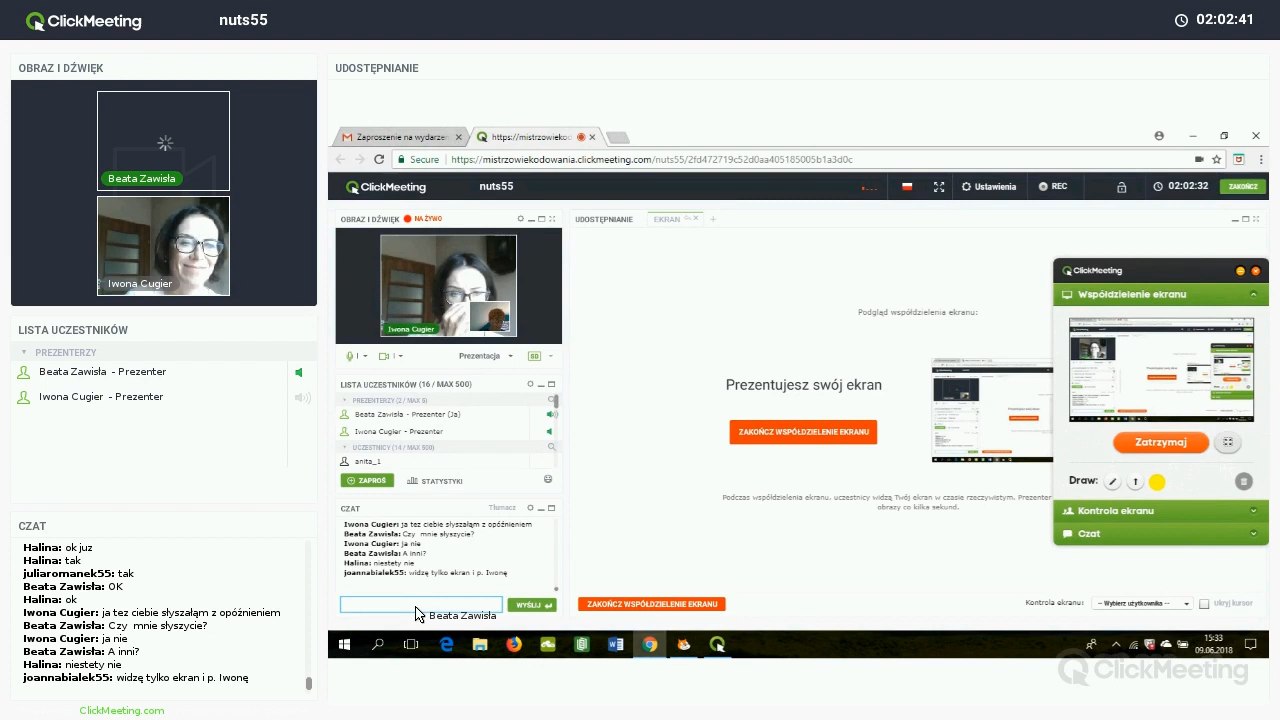 ClickMeeting
nuts55
02:02:41
OBRAZ I DŹWIĘK
Beata Zawisła
Iwona Cugier
LISTA UCZESTNIKÓW
PREZENTERZY
Beata Zawisła - Prezenter
Iwona Cugier - Prezenter
CZAT
Halina: ok juz
Halina: tak
juliaromanek55: tak
Beata Zawisła: OK
Halina: ok
Iwona Cugier: ja tez ciebie słyszałąm z opóźnieniem
Beata Zawisła: Czy mnie słyszycie?
Iwona Cugier: ja nie
Beata Zawisła: A inni?
Halina: niestety nie
joannabialek55: widzę tylko ekran i p. Iwonę
ClickMeeting.com
UDOSTĘPNIANIE
Zaproszenie na wydarzen
https://mistrzowiekodow
Secure
https://mistrzowiekodowania.clickmeeting.com/nuts55/2fd472719c52d0aa405185005b1a3d0c
ClickMeeting
nuts55
Ustawienia
REC
02:02:32
ZAKOŃCZ
OBRAZ I DŹWIĘK
NA ŻYWO
Iwona Cugier
Prezentacja
SD
LISTA UCZESTNIKÓW (16 / MAX 500)
PREZENTERZY (2 / MAX 5)
Beata Zawisła - Prezenter (Ja)
Iwona Cugier - Prezenter
UCZESTNICY (14 / MAX 500)
anita_1
ZAPROŚ
STATYSTYKI
CZAT
Tłumacz
Iwona Cugier: ja tez ciebie słyszałąm z opóźnieniem
Beata Zawisła: Czy mnie słyszycie?
Iwona Cugier: ja nie
Beata Zawisła: A inni?
Halina: niestety nie
joannabialek55: widzę tylko ekran i p. Iwonę
WYŚLIJ
Beata Zawisła
UDOSTĘPNIANIE
EKRAN
Podgląd współdzielenia ekranu:
Prezentujesz swój ekran
ZAKOŃCZ WSPÓŁDZIELENIE EKRANU
Podczas współdzielenia ekranu, uczestnicy widzą Twój ekran w czasie rzeczywistym. Prezenter
obrazy co kilka sekund.
ZAKOŃCZ WSPÓŁDZIELENIE EKRANU
Kontrola ekranu:
-- Wybierz użytkownika --
Ukryj kursor
ClickMeeting
Współdzielenie ekranu
Zatrzymaj
Draw:
Kontrola ekranu
Czat
15:33
09.06.2018
ClickMeeting